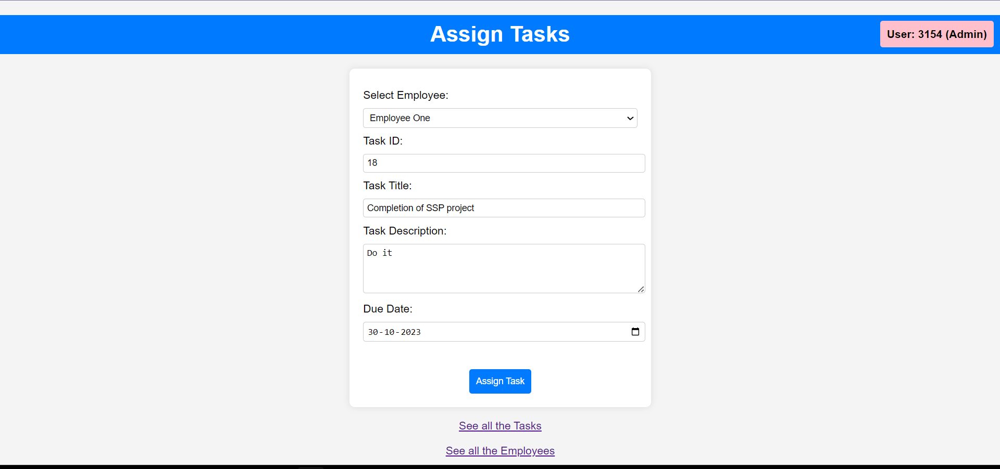 Assign Tasks
User: 3154 (Admin)
Select Employee:
Employee One
Task ID:
18
Task Title:
Completion of SSP project
Task Description:
Do it
Due Date:
30-10-2023
Assign Task
See all the Tasks
See all the Employees